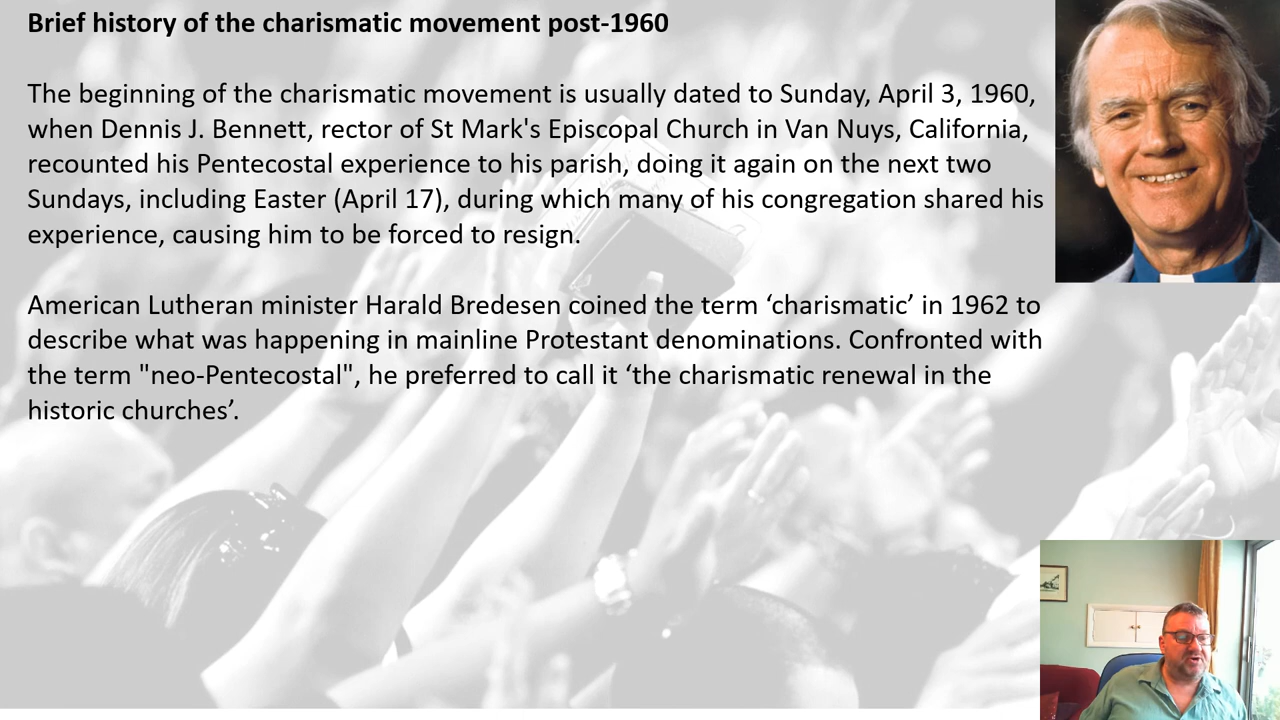 Brief history of the charismatic movement post-1960
The beginning of the charismatic movement is usually dated to Sunday, April 3, 1960,
when Dennis J. Bennett, rector of St Mark's Episcopal Church in Van Nuys, California,
recounted his Pentecostal experience to his parish, doing it again on the next two
Sundays, including Easter (April 17), during which many of his congregation shared his
experience, causing him to be forced to resign.
American Lutheran minister Harald Bredesen coined the term ‘charismatic’ in 1962 to
describe what was happening in mainline Protestant denominations. Confronted with
the term "neo-Pentecostal", he preferred to call it ‘the charismatic renewal in the
historic churches’.